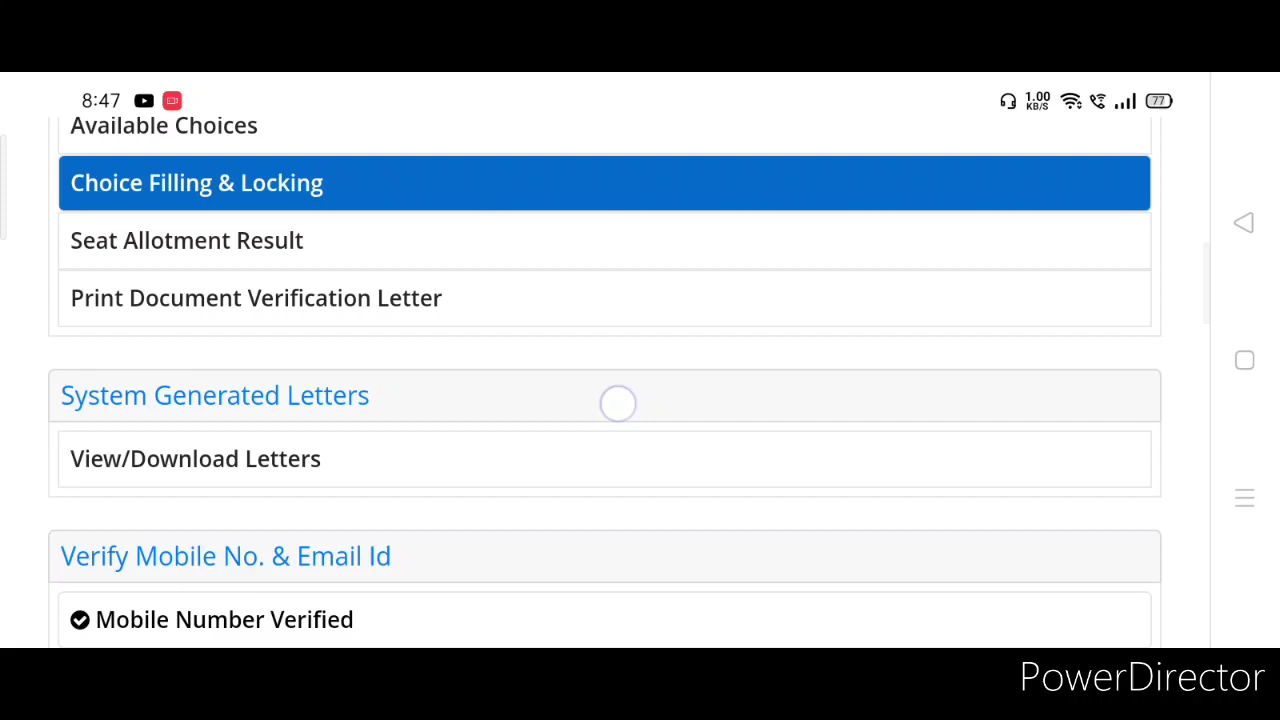 8:47
1.00
KB/S
77
Available Choices
Choice Filling & Locking
Seat Allotment Result
Print Document Verification Letter
System Generated Letters
View/Download Letters
Verify Mobile No. & Email Id
Mobile Number Verified
PowerDirector